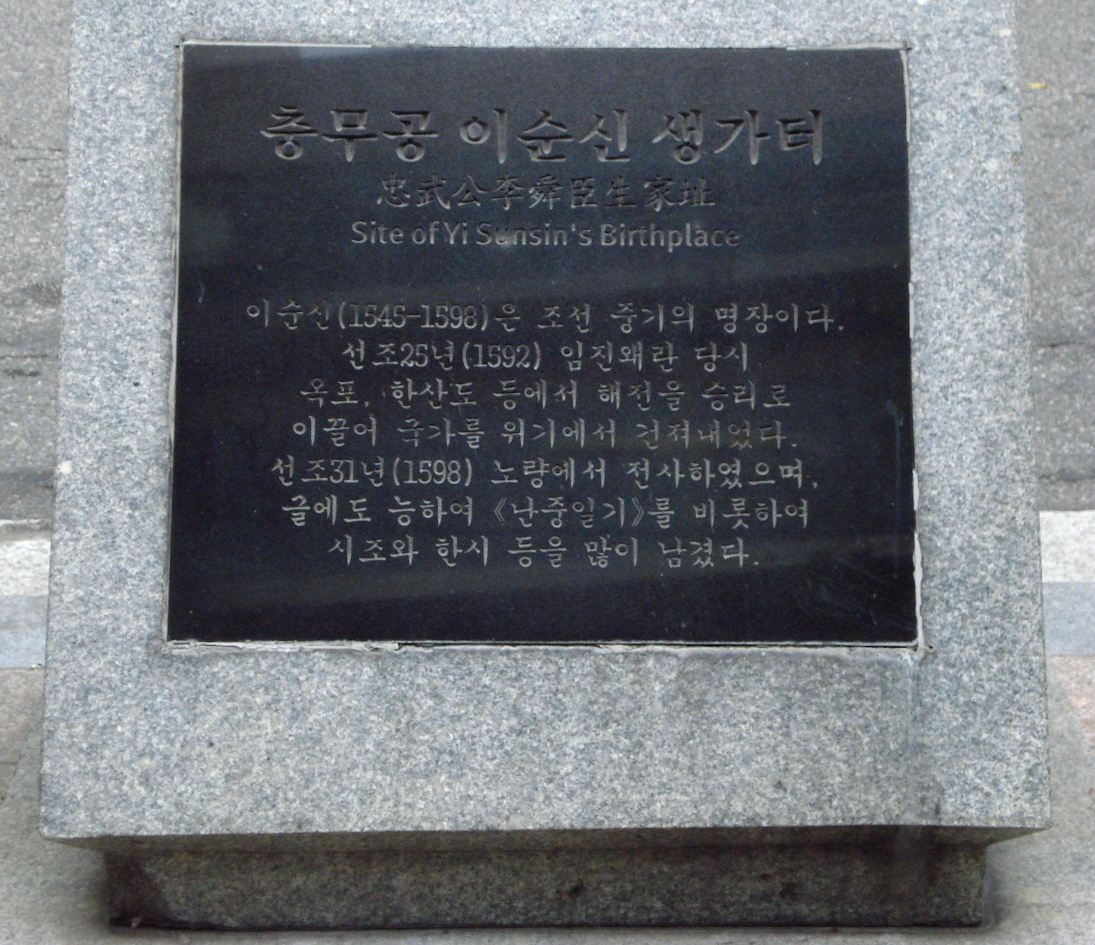 충무공 이순신 생가터
忠武公李舜臣生家址
Site of Yi Sunsin's Birthplace
이순신(1545-1598)은 조선 중기의 명장이다.
선조25년(1592) 임진왜란 당시
옥포, 한산도 등에서 해전을 승리로
이끌어 국가를 위기에서 건져내었다.
선조31년(1598) 노량에서 전사하였으며,
글에도 능하여 《난중일기》를 비롯하여
시조와 한시 등을 많이 남겼다.